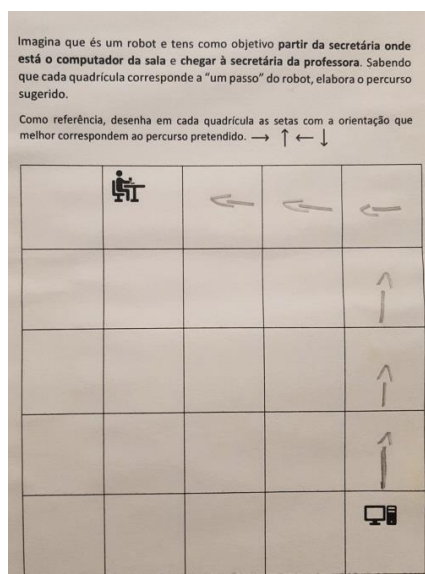 Imagina que és um robot e tens como objetivo partir da secretária onde
está o computador da sala e chegar à secretária da professora. Sabendo
que cada quadrícula corresponde a “um passo” do robot, elabora o percurso
sugerido.
Como referência, desenha em cada quadrícula as setas com a orientação que
melhor correspondem ao percurso pretendido. → ↑ ← ↓
← ← ←
↑
↑
↑